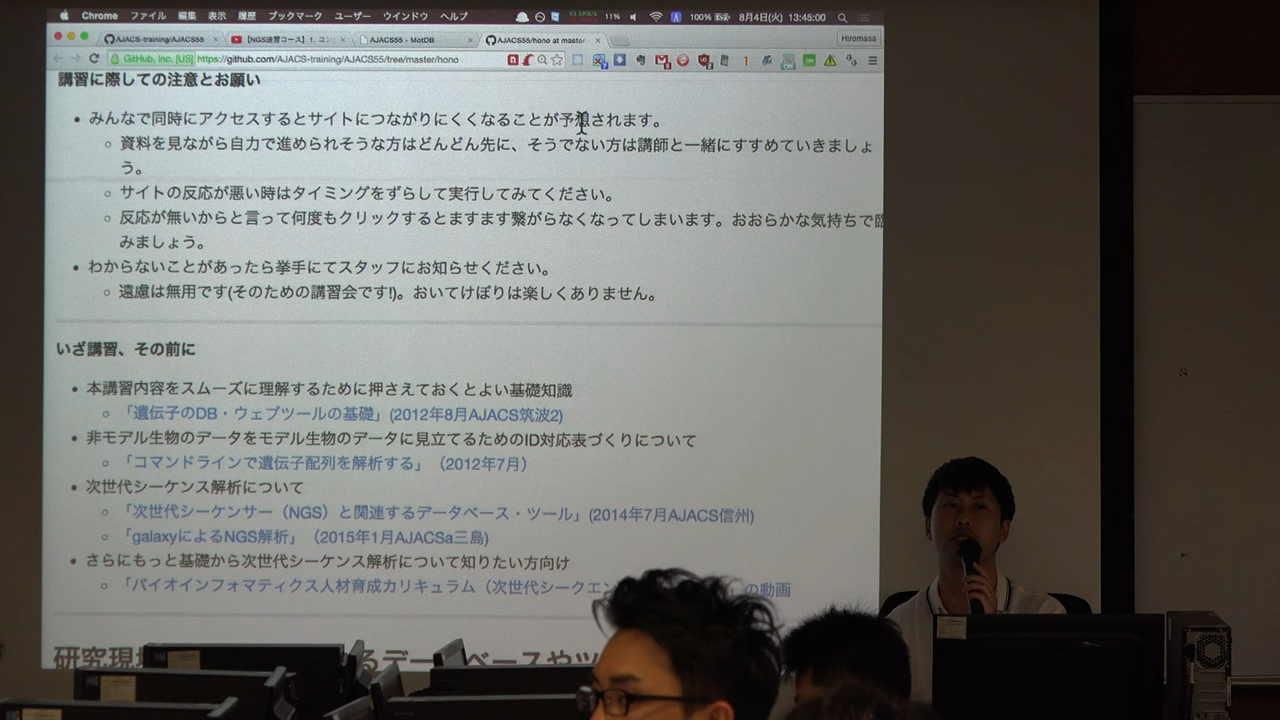 Chrome ファイル 編集 表示 履歴 ブックマーク ユーザー ウインドウ ヘルプ 11% 100% 8月4日(火) 13:45:00
AJACS-training/AJACS55 【NGS速習コース】1. コン AJACS55 - MotDB AJACS55/hono at master Hiromasa
GitHub, Inc. [US] https://github.com/AJACS-training/AJACS55/tree/master/hono
講習に際しての注意とお願い
• みんなで同時にアクセスするとサイトにつながりにくくなることが予想されます。
◦ 資料を見ながら自力で進められそうな方はどんどん先に、そうでない方は講師と一緒にすすめていきましょ
う。
◦ サイトの反応が悪い時はタイミングをずらして実行してみてください。
◦ 反応が無いからと言って何度もクリックするとますます繋がらなくなってしまいます。おおらかな気持ちで臨
みましょう。
• わからないことがあったら挙手にてスタッフにお知らせください。
◦ 遠慮は無用です(そのための講習会です!)。おいてけぼりは楽しくありません。
いざ講習、その前に
• 本講習内容をスムーズに理解するために押さえておくとよい基礎知識
◦ 「遺伝子のDB・ウェブツールの基礎」(2012年8月AJACS筑波2)
• 非モデル生物のデータをモデル生物のデータに見立てるためのID対応表づくりについて
◦ 「コマンドラインで遺伝子配列を解析する」（2012年7月）
• 次世代シーケンス解析について
◦ 「次世代シーケンサー（NGS）と関連するデータベース・ツール」(2014年7月AJACS信州)
◦ 「galaxyによるNGS解析」（2015年1月AJACSa三島）
• さらにもっと基礎から次世代シーケンス解析について知りたい方向け
◦ 「バイオインフォマティクス人材育成カリキュラム（次世代シークエン 」の動画
研究現 るデータベースやツ